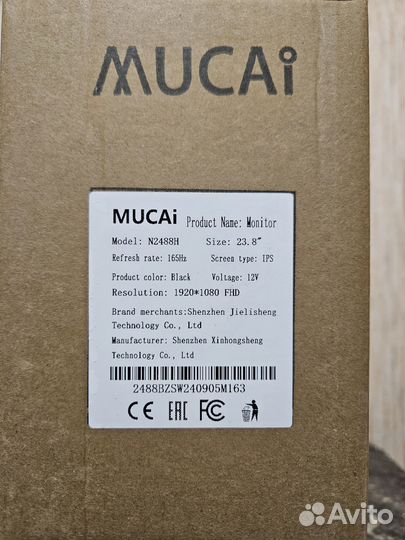 MUCAi
MUCAi Product Name: Monitor
Model: N2488H Size: 23.8"
Refresh rate: 165Hz Screen type: IPS
Product color: Black Voltage: 12V
Resolution: 1920*1080 FHD
Brand merchants:Shenzhen Jielisheng
Technology Co., Ltd
Manufacturer: Shenzhen Xinhongsheng
Technology Co., Ltd
2488BZSW240905M163
CE EAC FC
Avito